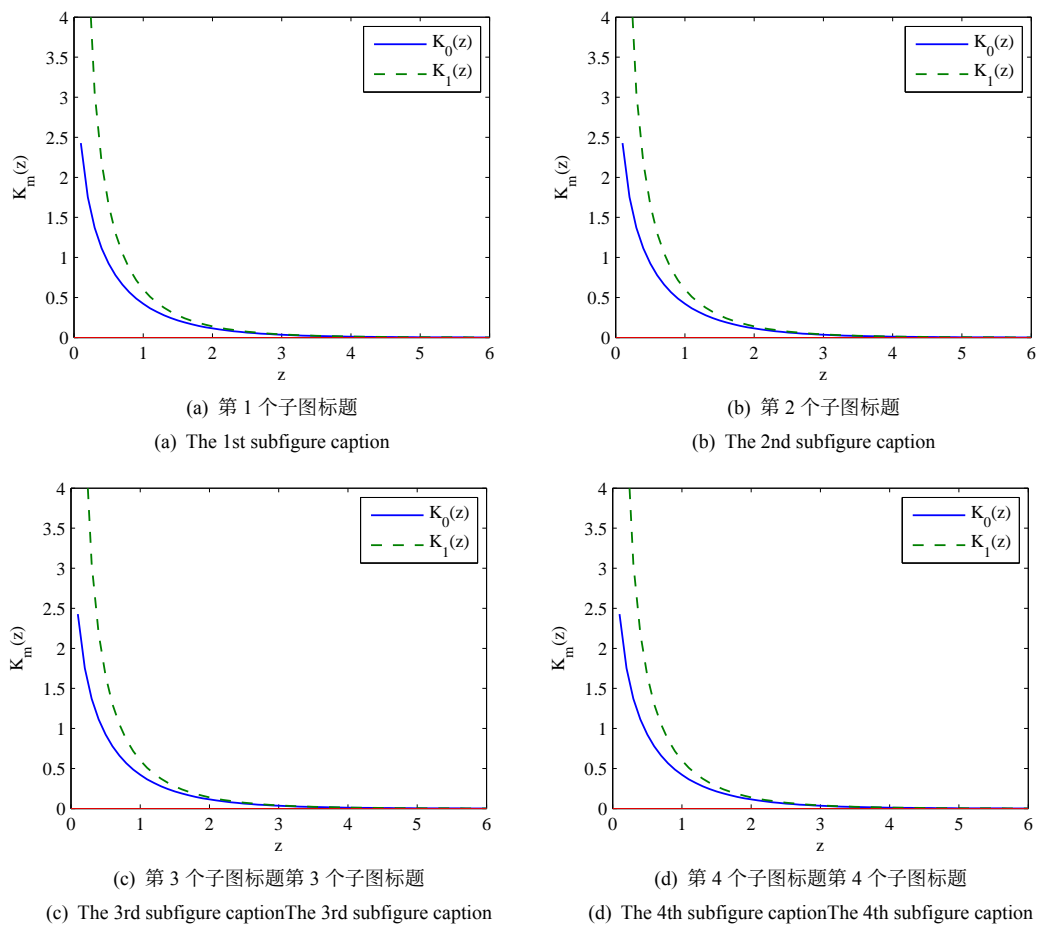 4
3.5
3
2.5
2
1.5
1
0.5
0
K_m(z)
K_0(z)
K_1(z)
0 1 2 3 4 5 6
z
(a) 第 1 个子图标题
(a) The 1st subfigure caption
4
3.5
3
2.5
2
1.5
1
0.5
0
K_m(z)
K_0(z)
K_1(z)
0 1 2 3 4 5 6
z
(b) 第 2 个子图标题
(b) The 2nd subfigure caption
4
3.5
3
2.5
2
1.5
1
0.5
0
K_m(z)
K_0(z)
K_1(z)
0 1 2 3 4 5 6
z
(c) 第 3 个子图标题第 3 个子图标题
(c) The 3rd subfigure captionThe 3rd subfigure caption
4
3.5
3
2.5
2
1.5
1
0.5
0
K_m(z)
K_0(z)
K_1(z)
0 1 2 3 4 5 6
z
(d) 第 4 个子图标题第 4 个子图标题
(d) The 4th subfigure captionThe 4th subfigure caption